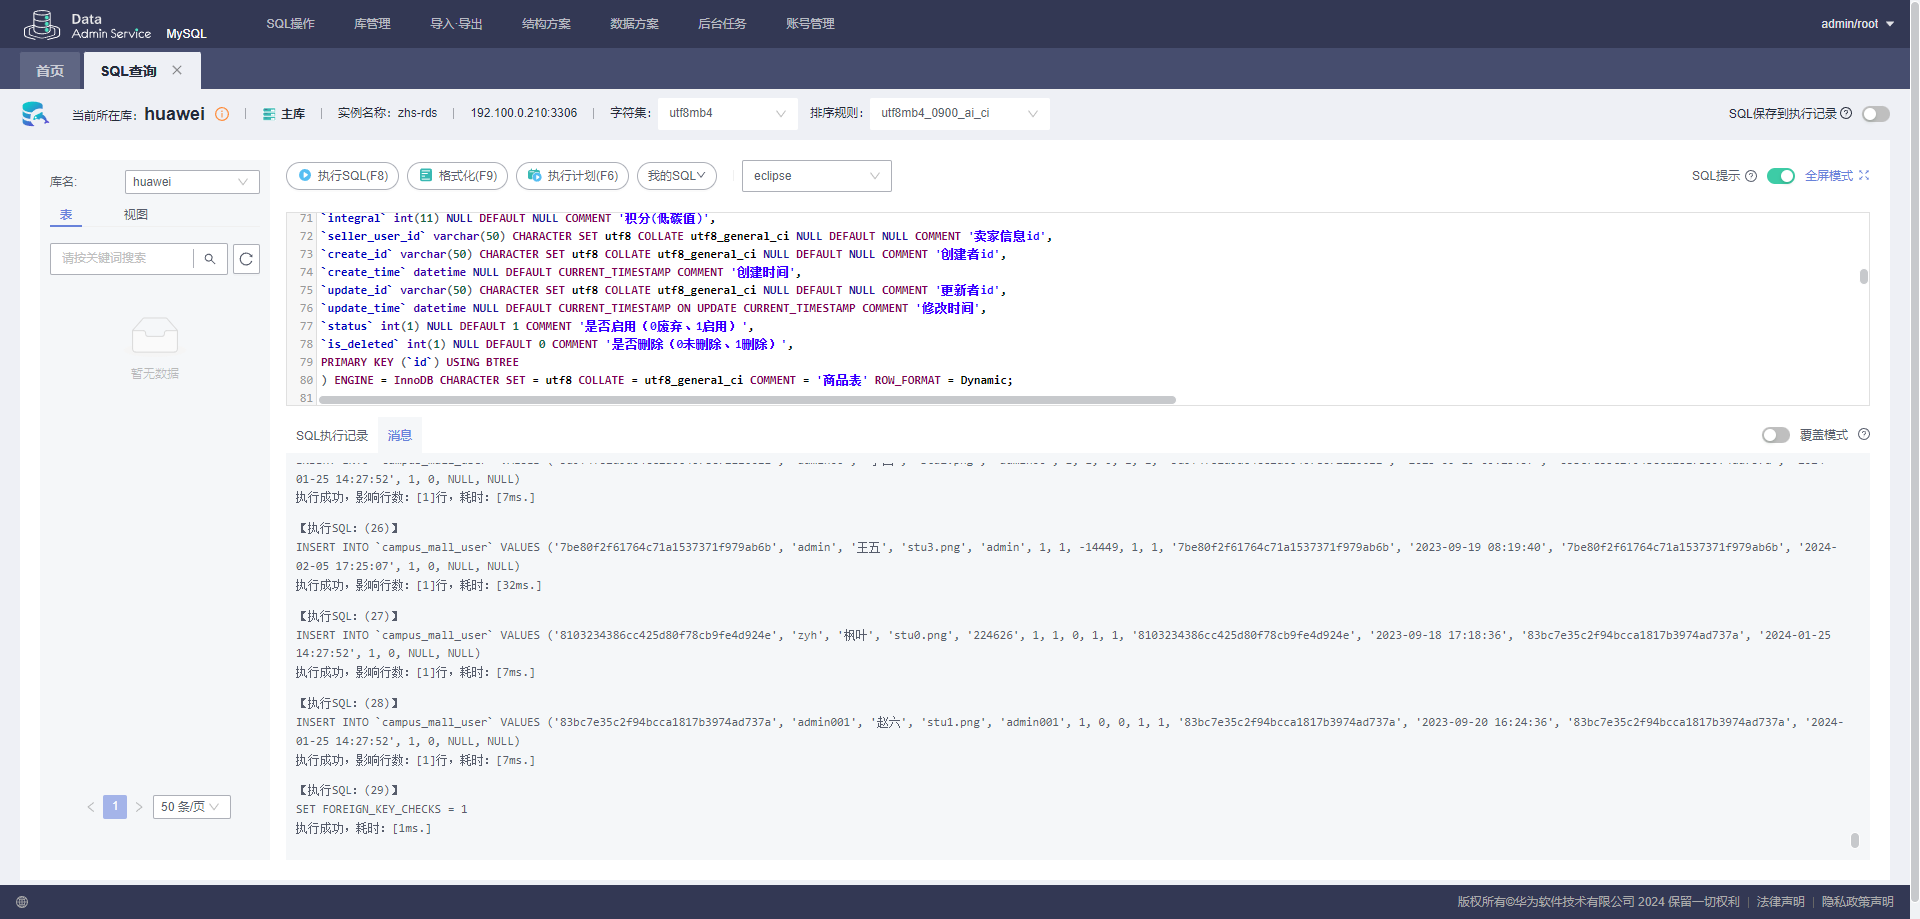 Data
Admin Service MySQL
SQL操作 库管理 导入·导出 结构方案 数据方案 后台任务 账号管理 admin/root
首页 SQL查询
当前所在库: huawei 主库 实例名称: zhs-rds 192.100.0.210:3306 字符集: utf8mb4 排序规则: utf8mb4_0900_ai_ci SQL保存到执行记录
库名: huawei
表 视图
请按关键词搜索
暂无数据
1 50 条/页
执行SQL(F8) 格式化(F9) 执行计划(F6) 我的SQL eclipse SQL提示 全屏模式
71 `integral` int(11) NULL DEFAULT NULL COMMENT '积分(低碳值)',
72 `seller_user_id` varchar(50) CHARACTER SET utf8 COLLATE utf8_general_ci NULL DEFAULT NULL COMMENT '卖家信息id',
73 `create_id` varchar(50) CHARACTER SET utf8 COLLATE utf8_general_ci NULL DEFAULT NULL COMMENT '创建者id',
74 `create_time` datetime NULL DEFAULT CURRENT_TIMESTAMP COMMENT '创建时间',
75 `update_id` varchar(50) CHARACTER SET utf8 COLLATE utf8_general_ci NULL DEFAULT NULL COMMENT '更新者id',
76 `update_time` datetime NULL DEFAULT CURRENT_TIMESTAMP ON UPDATE CURRENT_TIMESTAMP COMMENT '修改时间',
77 `status` int(1) NULL DEFAULT 1 COMMENT '是否启用（0废弃、1启用）',
78 `is_deleted` int(1) NULL DEFAULT 0 COMMENT '是否删除（0未删除、1删除）',
79 PRIMARY KEY (`id`) USING BTREE
80 ) ENGINE = InnoDB CHARACTER SET = utf8 COLLATE = utf8_general_ci COMMENT = '商品表' ROW_FORMAT = Dynamic;
81
SQL执行记录 消息 覆盖模式
01-25 14:27:52', 1, 0, NULL, NULL)
执行成功，影响行数：[1]行，耗时：[7ms.]
【执行SQL：(26)】
INSERT INTO `campus_mall_user` VALUES ('7be80f2f61764c71a1537371f979ab6b', 'admin', '王五', 'stu3.png', 'admin', 1, 1, -14449, 1, 1, '7be80f2f61764c71a1537371f979ab6b', '2023-09-19 08:19:40', '7be80f2f61764c71a1537371f979ab6b', '2024-
02-05 17:25:07', 1, 0, NULL, NULL)
执行成功，影响行数：[1]行，耗时：[32ms.]
【执行SQL：(27)】
INSERT INTO `campus_mall_user` VALUES ('8103234386cc425d80f78cb9fe4d924e', 'zyh', '枫叶', 'stu0.png', '224626', 1, 1, 0, 1, 1, '8103234386cc425d80f78cb9fe4d924e', '2023-09-18 17:18:36', '83bc7e35c2f94bcca1817b3974ad737a', '2024-01-25
14:27:52', 1, 0, NULL, NULL)
执行成功，影响行数：[1]行，耗时：[7ms.]
【执行SQL：(28)】
INSERT INTO `campus_mall_user` VALUES ('83bc7e35c2f94bcca1817b3974ad737a', 'admin001', '赵六', 'stu1.png', 'admin001', 1, 0, 0, 1, 1, '83bc7e35c2f94bcca1817b3974ad737a', '2023-09-20 16:24:36', '83bc7e35c2f94bcca1817b3974ad737a', '2024-
01-25 14:27:52', 1, 0, NULL, NULL)
执行成功，影响行数：[1]行，耗时：[7ms.]
【执行SQL：(29)】
SET FOREIGN_KEY_CHECKS = 1
执行成功，耗时：[1ms.]
版权所有©华为软件技术有限公司 2024 保留一切权利 法律声明 隐私政策声明